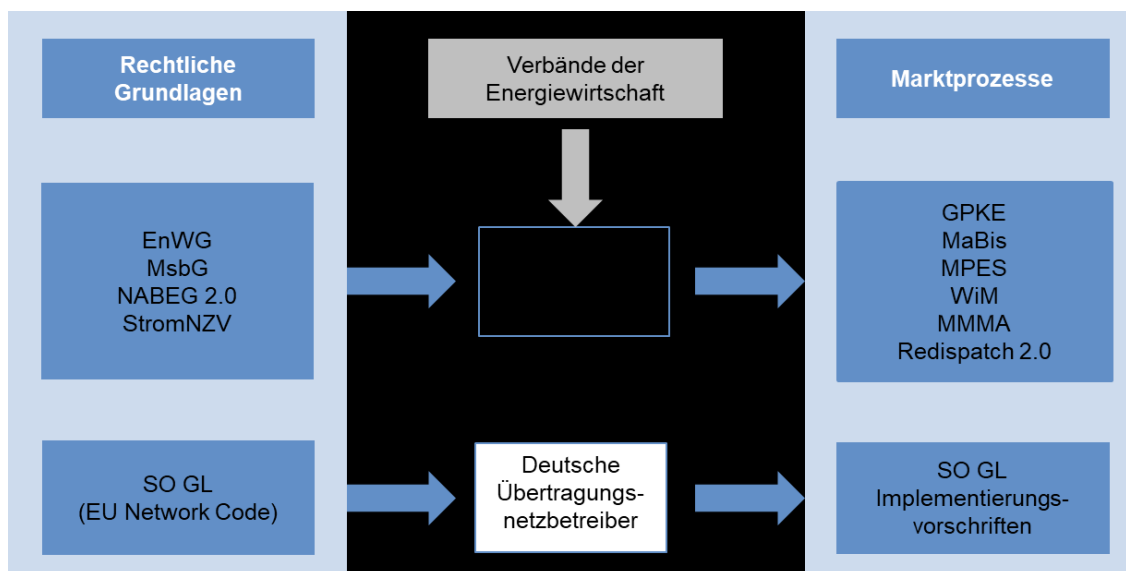 Rechtliche
Grundlagen
Verbände der
Energiewirtschaft
Marktprozesse
EnWG
MsbG
NABEG 2.0
StromNZV
GPKE
MaBis
MPES
WiM
MMMA
Redispatch 2.0
SO GL
(EU Network Code)
Deutsche
Übertragungs-
netzbetreiber
SO GL
Implementierungs-
vorschriften